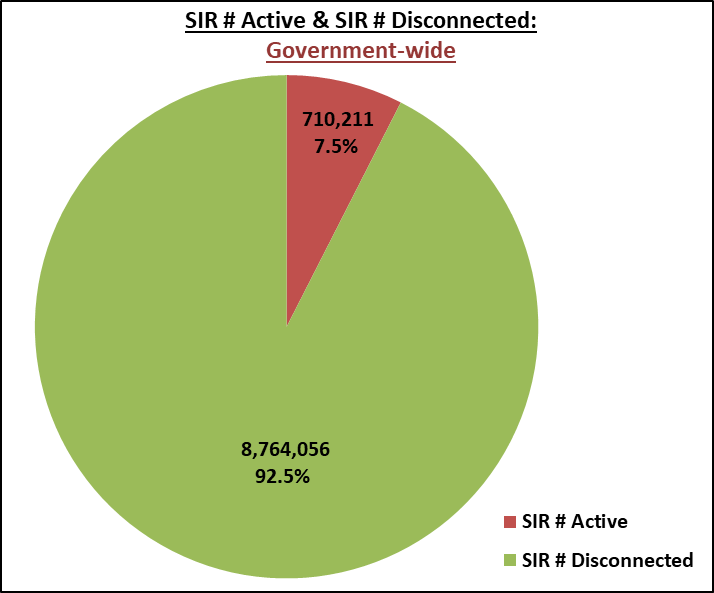 SIR # Active & SIR # Disconnected:
Government-wide
710,211
7.5%
8,764,056
92.5%
SIR # Active
SIR # Disconnected